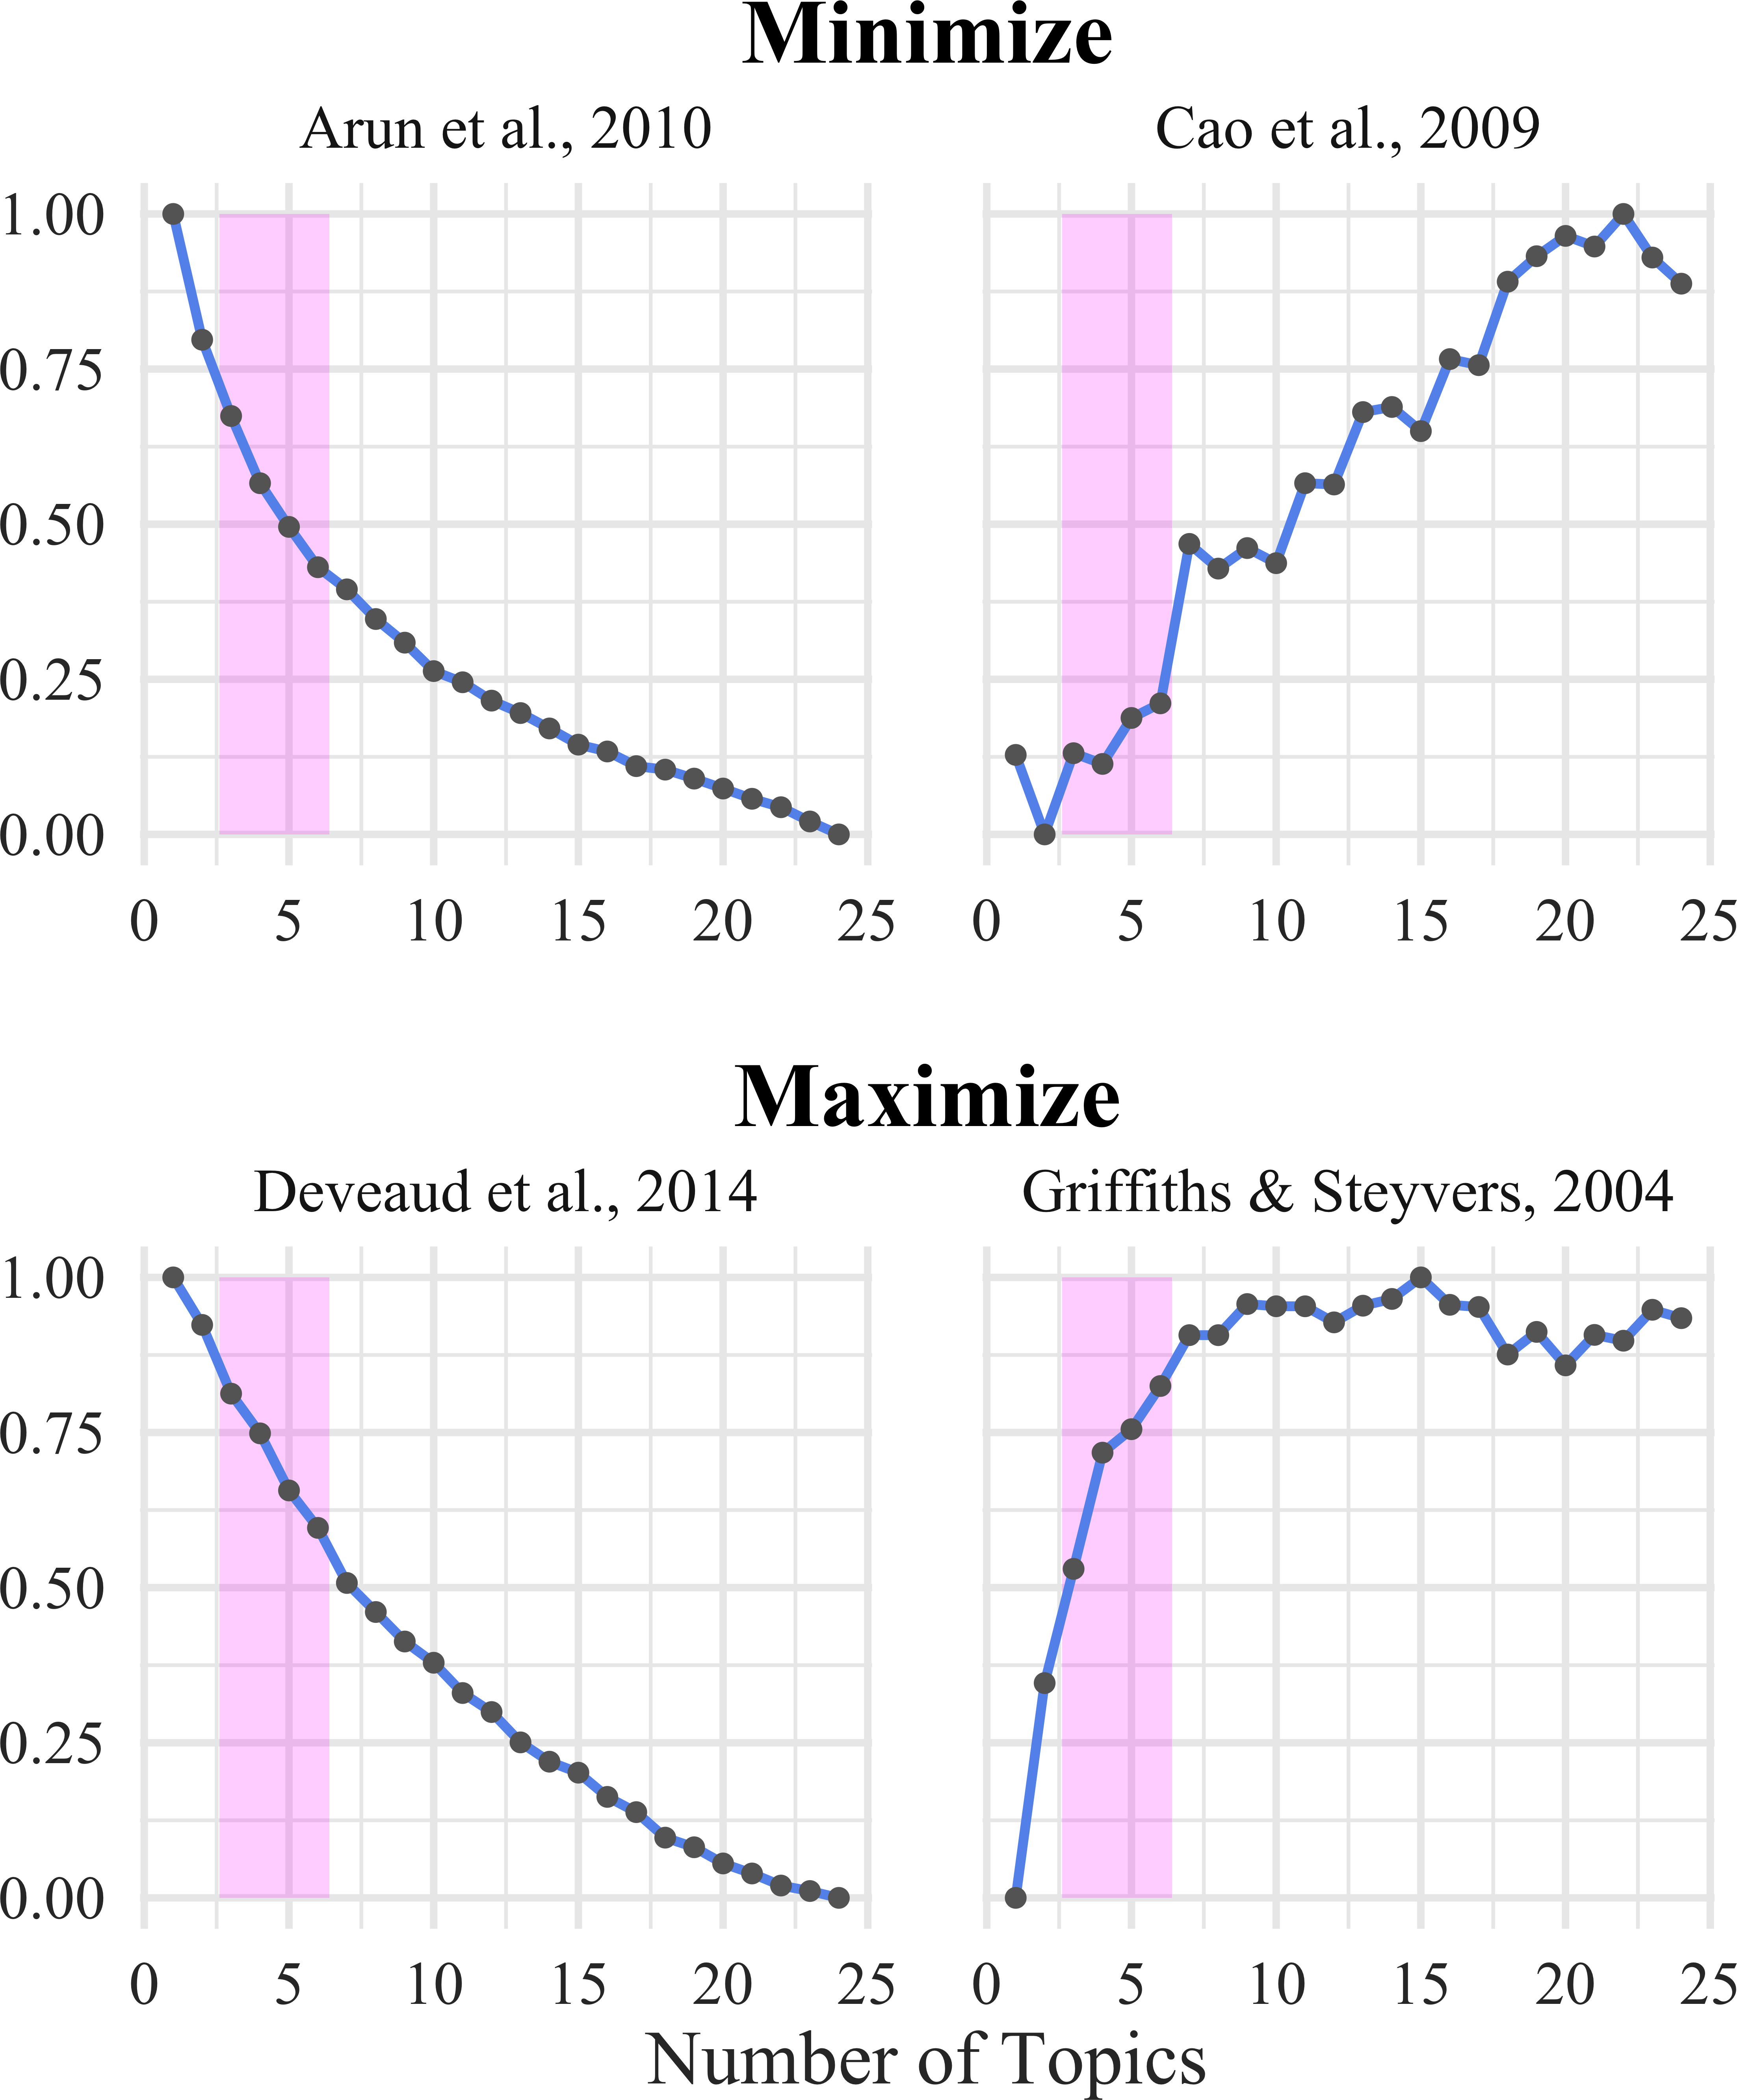 Minimize
Arun et al., 2010
Cao et al., 2009
1.00
0.75
0.50
0.25
0.00
0 5 10 15 20 25
0 5 10 15 20 25
Maximize
Deveaud et al., 2014
Griffiths & Steyvers, 2004
1.00
0.75
0.50
0.25
0.00
0 5 10 15 20 25
0 5 10 15 20 25
Number of Topics